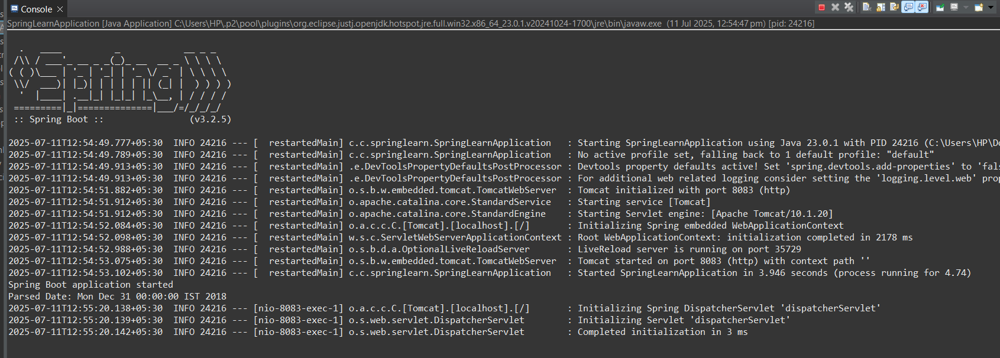 Console
SpringLearnApplication [Java Application] C:\Users\HP\.p2\pool\plugins\org.eclipse.justj.openjdk.hotspot.jre.full.win32.x86_64_23.0.1.v20241024-1700\jre\bin\javaw.exe (11 Jul 2025, 12:54:47 pm) [pid: 24216]
  .   ____          _            __ _ _
 /\\ / ___'_ __ _ _(_)_ __  __ _ \ \ \ \
( ( )\___ | '_ | '_| | '_ \/ _` | \ \ \ \
 \\/  ___)| |_)| | | | | || (_| |  ) ) ) )
  '  |____| .__|_| |_|_| |_\__, | / / / /
 =========|_|==============|___/=/_/_/_/
 :: Spring Boot ::                (v3.2.5)
2025-07-11T12:54:49.777+05:30  INFO 24216 --- [  restartedMain] c.c.springlearn.SpringLearnApplication   : Starting SpringLearnApplication using Java 23.0.1 with PID 24216 (C:\Users\HP\Do
2025-07-11T12:54:49.789+05:30  INFO 24216 --- [  restartedMain] c.c.springlearn.SpringLearnApplication   : No active profile set, falling back to 1 default profile: "default"
2025-07-11T12:54:49.913+05:30  INFO 24216 --- [  restartedMain] .e.DevToolsPropertyDefaultsPostProcessor : Devtools property defaults active! Set 'spring.devtools.add-properties' to 'fals
2025-07-11T12:54:49.913+05:30  INFO 24216 --- [  restartedMain] .e.DevToolsPropertyDefaultsPostProcessor : For additional web related logging consider setting the 'logging.level.web' prop
2025-07-11T12:54:51.882+05:30  INFO 24216 --- [  restartedMain] o.s.b.w.embedded.tomcat.TomcatWebServer  : Tomcat initialized with port 8083 (http)
2025-07-11T12:54:51.912+05:30  INFO 24216 --- [  restartedMain] o.apache.catalina.core.StandardService   : Starting service [Tomcat]
2025-07-11T12:54:51.912+05:30  INFO 24216 --- [  restartedMain] o.apache.catalina.core.StandardEngine    : Starting Servlet engine: [Apache Tomcat/10.1.20]
2025-07-11T12:54:52.084+05:30  INFO 24216 --- [  restartedMain] o.a.c.c.C.[Tomcat].[localhost].[/]       : Initializing Spring embedded WebApplicationContext
2025-07-11T12:54:52.098+05:30  INFO 24216 --- [  restartedMain] w.s.c.ServletWebServerApplicationContext : Root WebApplicationContext: initialization completed in 2178 ms
2025-07-11T12:54:52.988+05:30  INFO 24216 --- [  restartedMain] o.s.b.d.a.OptionalLiveReloadServer       : LiveReload server is running on port 35729
2025-07-11T12:54:53.075+05:30  INFO 24216 --- [  restartedMain] o.s.b.w.embedded.tomcat.TomcatWebServer  : Tomcat started on port 8083 (http) with context path ''
2025-07-11T12:54:53.102+05:30  INFO 24216 --- [  restartedMain] c.c.springlearn.SpringLearnApplication   : Started SpringLearnApplication in 3.946 seconds (process running for 4.74)
Spring Boot application started
Parsed Date: Mon Dec 31 00:00:00 IST 2018
2025-07-11T12:55:20.138+05:30  INFO 24216 --- [nio-8083-exec-1] o.a.c.c.C.[Tomcat].[localhost].[/]       : Initializing Spring DispatcherServlet 'dispatcherServlet'
2025-07-11T12:55:20.139+05:30  INFO 24216 --- [nio-8083-exec-1] o.s.web.servlet.DispatcherServlet        : Initializing Servlet 'dispatcherServlet'
2025-07-11T12:55:20.142+05:30  INFO 24216 --- [nio-8083-exec-1] o.s.web.servlet.DispatcherServlet        : Completed initialization in 3 ms